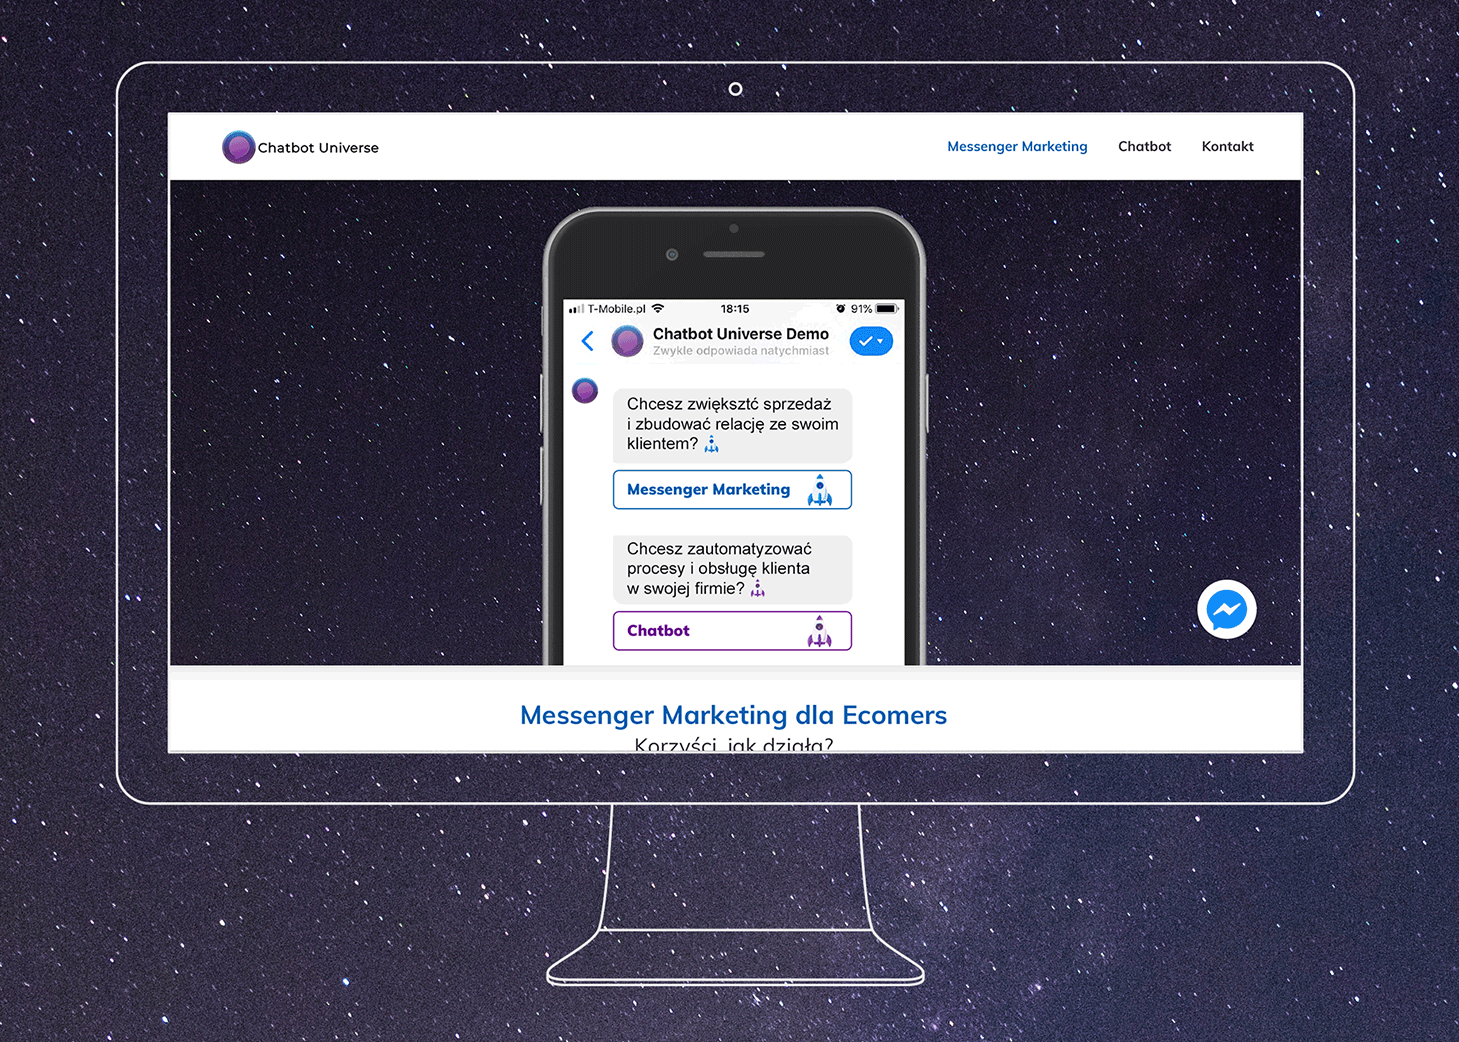 Chatbot Universe
Messenger Marketing Chatbot Kontakt
T-Mobile.pl 18:15 91%
Chatbot Universe Demo
Zwykle odpowiada natychmiast
Chcesz zwiększtć sprzedaż
i zbudować relację ze swoim
klientem?
Messenger Marketing
Chcesz zautomatyzować
procesy i obsługę klienta
w swojej firmie?
Chatbot
Messenger Marketing dla Ecomers
Korzyści, jak działa?